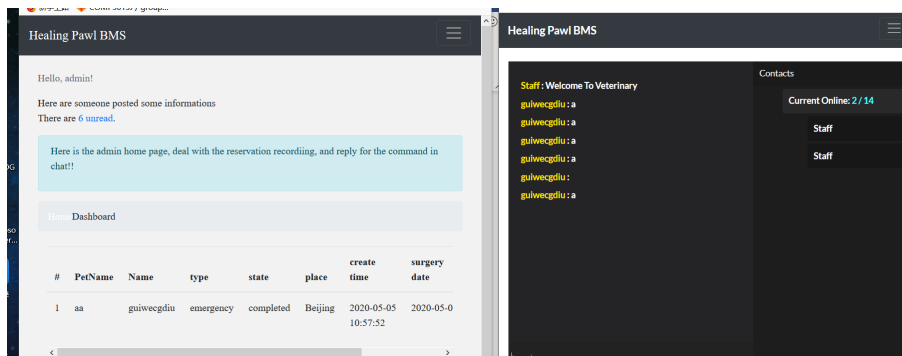 Healing Pawl BMS
Hello, admin!
Here are someone posted some informations
There are 6 unread.
Here is the admin home page, deal with the reservation recordiing, and reply for the command in
chat!!
Home Dashboard
# PetName Name type state place create time surgery date
1 aa guiwecgdiu emergency completed Beijing 2020-05-05 10:57:52 2020-05-0
Healing Pawl BMS
Staff : Welcome To Veterinary
guiwecgdiu : a
guiwecgdiu : a
guiwecgdiu : a
guiwecgdiu : a
guiwecgdiu :
guiwecgdiu : a
Contacts
Current Online: 2 / 14
Staff
Staff